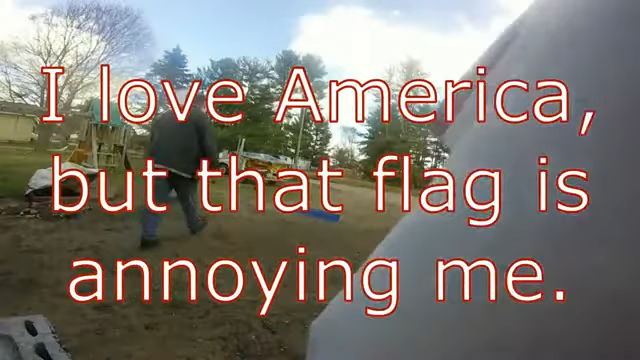 I love America,
but that flag is
annoying me.